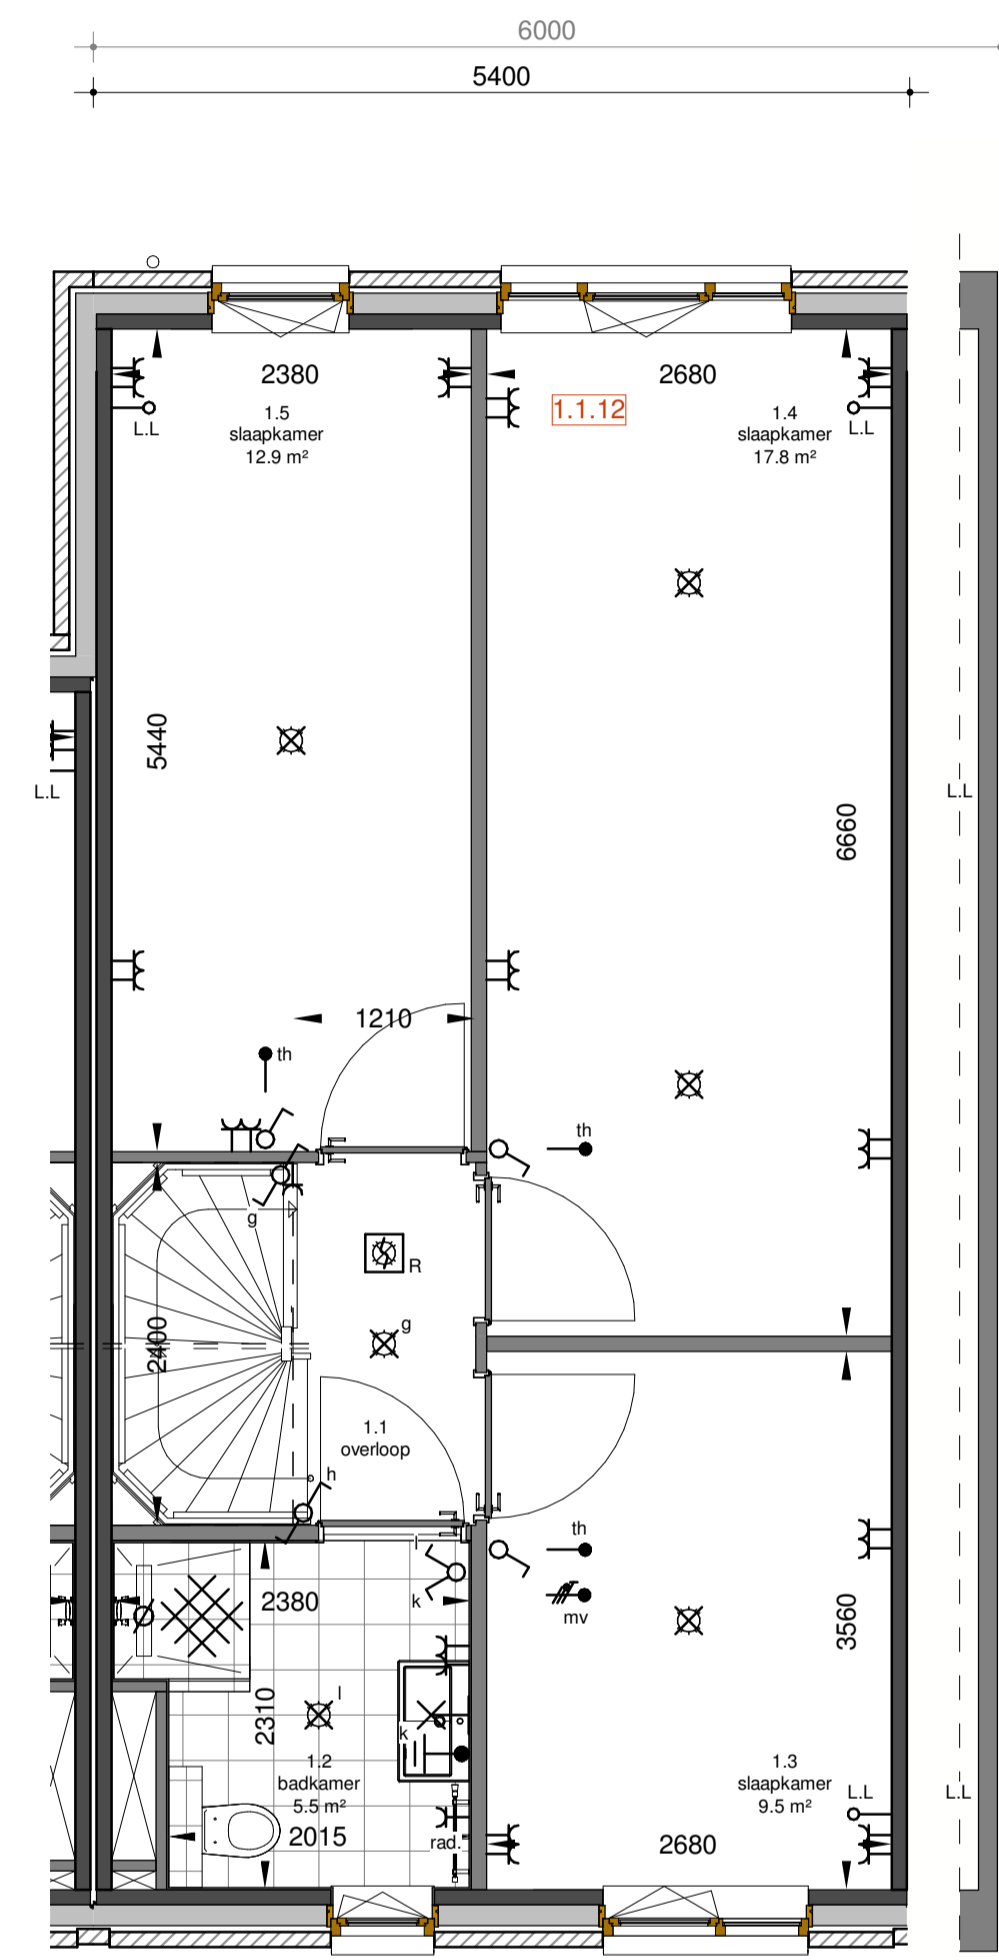 6000
5400
2380
2680
1.1.12
1.5
slaapkamer
12.9 m²
1.4
slaapkamer
17.8 m²
L.L
L.L
5440
L.L
L.L
6660
1210
th
th
g
R
g
2400
1.1
overloop
h
th
l
2380
k
mv
3560
2310
l
k
1.2
badkamer
5.5 m²
1.3
slaapkamer
9.5 m²
L.L
L.L
2015
rad.
2680